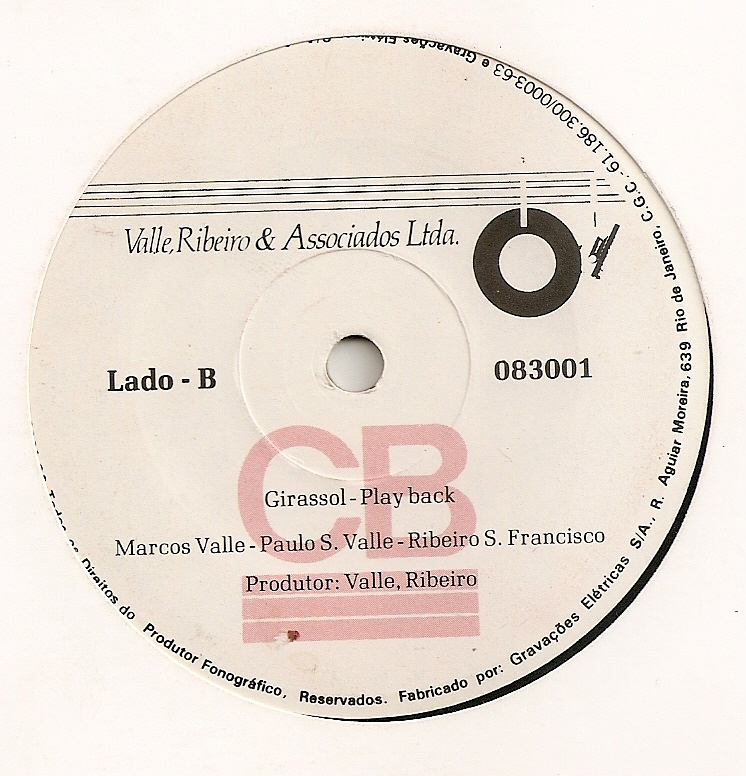 Valle, Ribeiro & Associados Ltda.
Lado - B
083001
CB
Girassol - Play back
Marcos Valle - Paulo S. Valle - Ribeiro S. Francisco
Produtor: Valle, Ribeiro
Direitos do Produtor Fonográfico, Reservados. Fabricado por: Gravações Elétricas S/A., R. Aguiar Moreira, 639 Rio de Janeiro, C.G.C - 61.186.300/0003-63 e Gravações